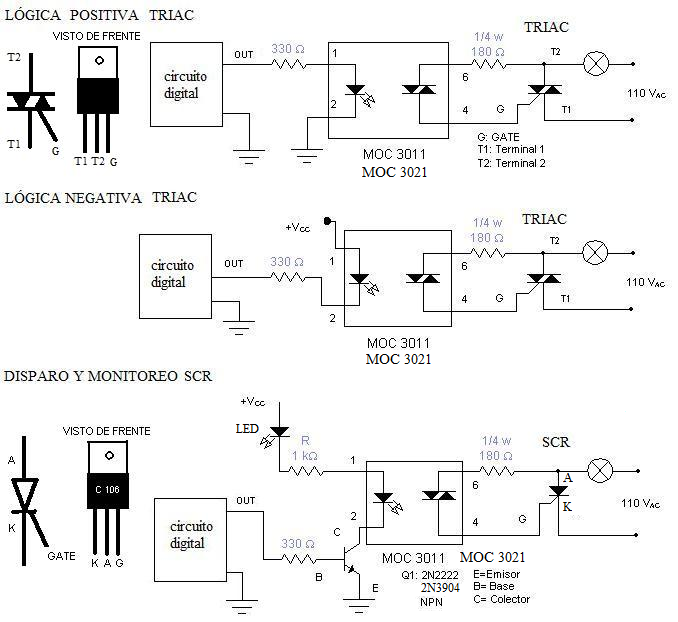 LÓGICA POSITIVA TRIAC
VISTO DE FRENTE
T2
T1
G
T1 T2 G
circuito
digital
OUT
330 Ω
1
2
MOC 3011
MOC 3021
6
4
1/4 w
180 Ω
TRIAC
T2
G
T1
110 VAC
G: GATE
T1: Terminal 1
T2: Terminal 2
LÓGICA NEGATIVA TRIAC
circuito
digital
OUT
330 Ω
+VCC
1
2
MOC 3011
MOC 3021
6
4
1/4 w
180 Ω
TRIAC
T2
G
T1
110 VAC
DISPARO Y MONITOREO SCR
VISTO DE FRENTE
A
K
GATE
C 106
K A G
circuito
digital
OUT
330 Ω
+VCC
LED
R
1 kΩ
1
2
C
B
E
MOC 3011 MOC 3021
Q1: 2N2222
2N3904
NPN
E=Emisor
B= Base
C= Colector
6
4
1/4 w
180 Ω
SCR
A
K
G
110 VAC